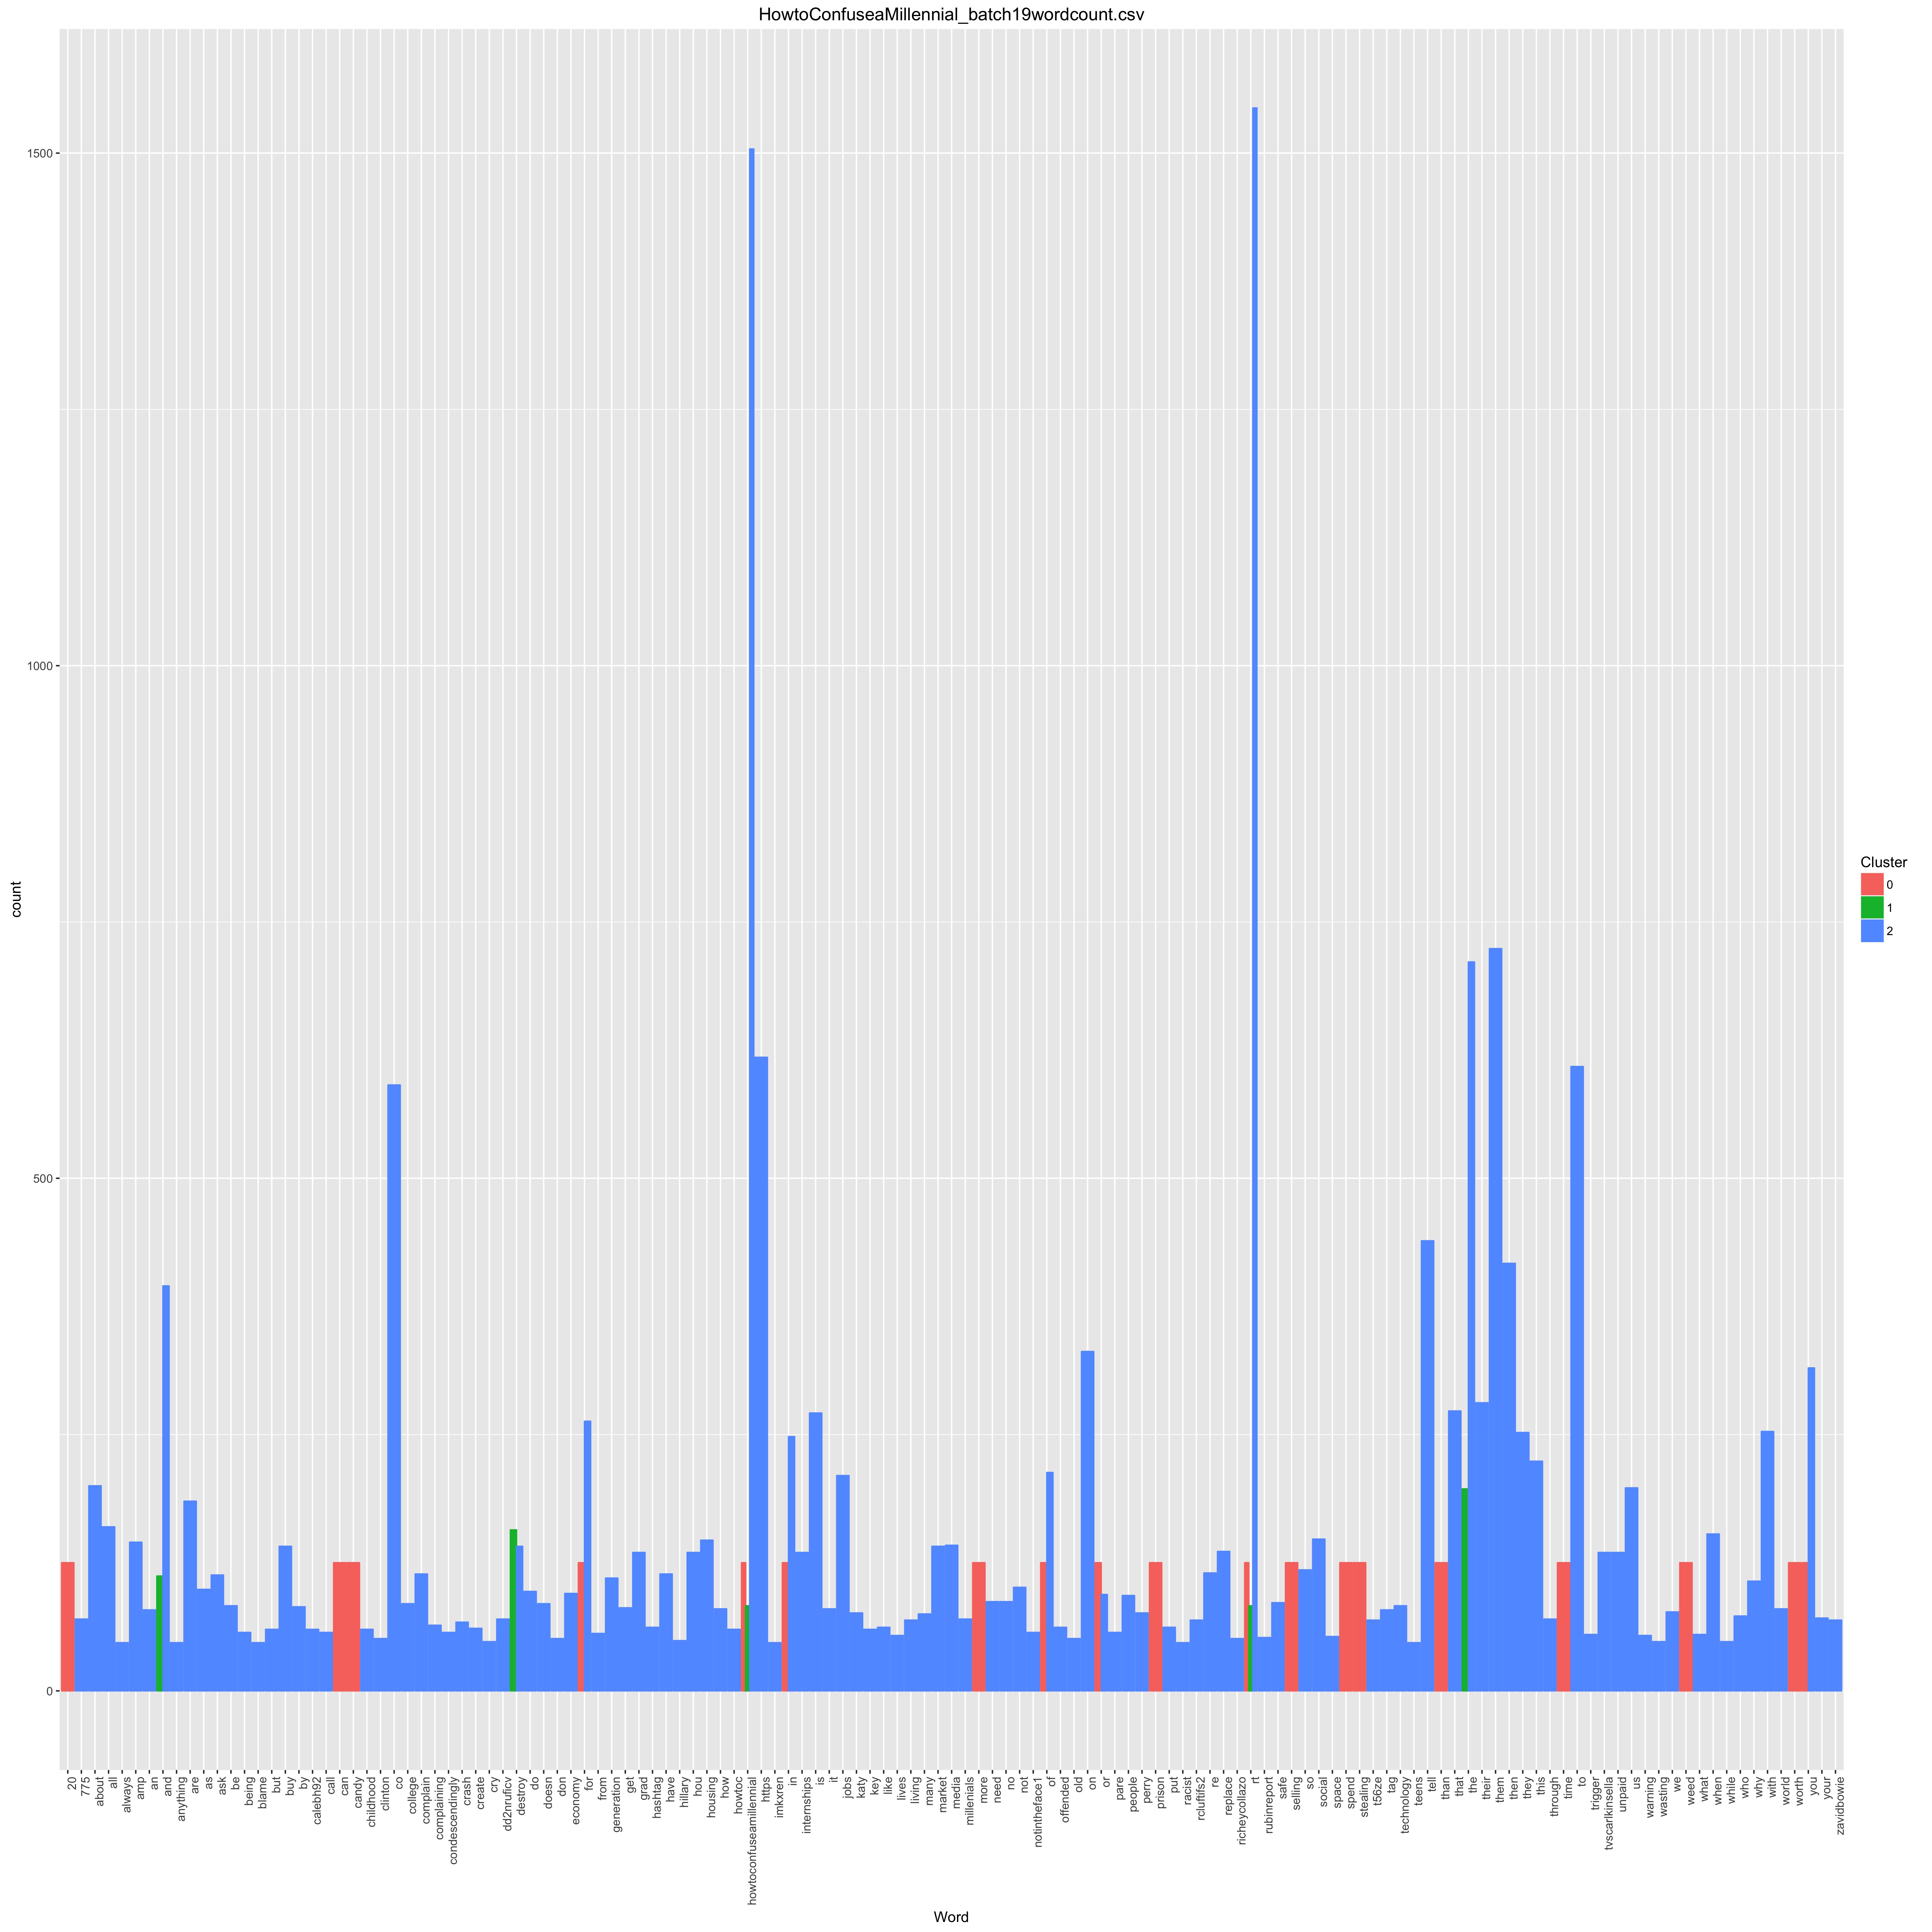 HowtoConfuseaMillennial_batch19wordcount.csv
1500
1000
500
0
count
Cluster
0
1
2
20
775
about
all
always
amp
an
and
anything
are
as
ask
be
being
blame
but
buy
by
calebh92
call
can
candy
childhood
clinton
co
college
complain
complaining
condescendingly
crash
create
cry
dd2nruficv
destroy
do
doesn
don
economy
for
from
generation
get
grad
hashtag
have
hillary
hou
housing
how
howtoc
howtoconfuseamillennial
https
imkxren
in
internships
is
it
jobs
katy
key
like
lives
living
many
market
media
millenials
more
need
no
not
notintheface1
of
offended
old
on
or
pare
people
perry
prison
put
racist
rcluftifs2
re
replace
richeycollazo
rt
rubinreport
safe
selling
so
social
space
spend
stealing
t56ze
tag
technology
teens
tell
than
that
the
their
them
then
they
this
through
time
to
trigger
tvscarlkinsella
unpaid
us
warning
wasting
we
weed
what
when
while
who
why
with
world
worth
you
your
zavidbowie
Word